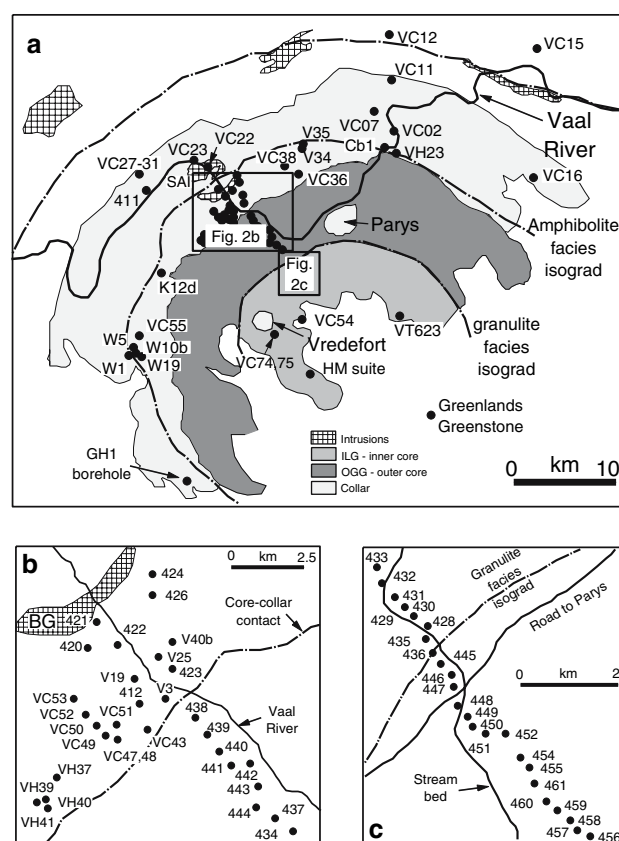 a
VC12
VC15
VC11
Vaal
River
VC07
VC02
V35
V34
Cb1
VH23
VC22
VC23
VC38
VC36
VC27-31
SAI
411
VC16
Amphibolite
facies
isograd
Parys
Fig. 2b
Fig.
2c
K12d
VC54
VT623
granulite
facies
isograd
Vredefort
VC74,75
HM suite
VC55
W5
W10b
W1
W19
Greenlands
Greenstone
GH1
borehole
Intrusions
ILG - inner core
OGG - outer core
Collar
0 km 10
b
0 km 2.5
424
426
Core-collar
contact
BG
421
422
420
V40b
V25
423
V19
412
V3
VC53
VC52
VC51
VC50
VC49
VC47,48
VC43
438
439
Vaal
River
440
441
442
443
444
437
434
VH37
VH39
VH40
VH41
433
432
431
430
429
428
435
436
445
446
447
448
449
450
451
452
454
455
461
460
459
458
457
456
Granulite
facies
isograd
Road to Parys
0 km 2
Stream
bed
c